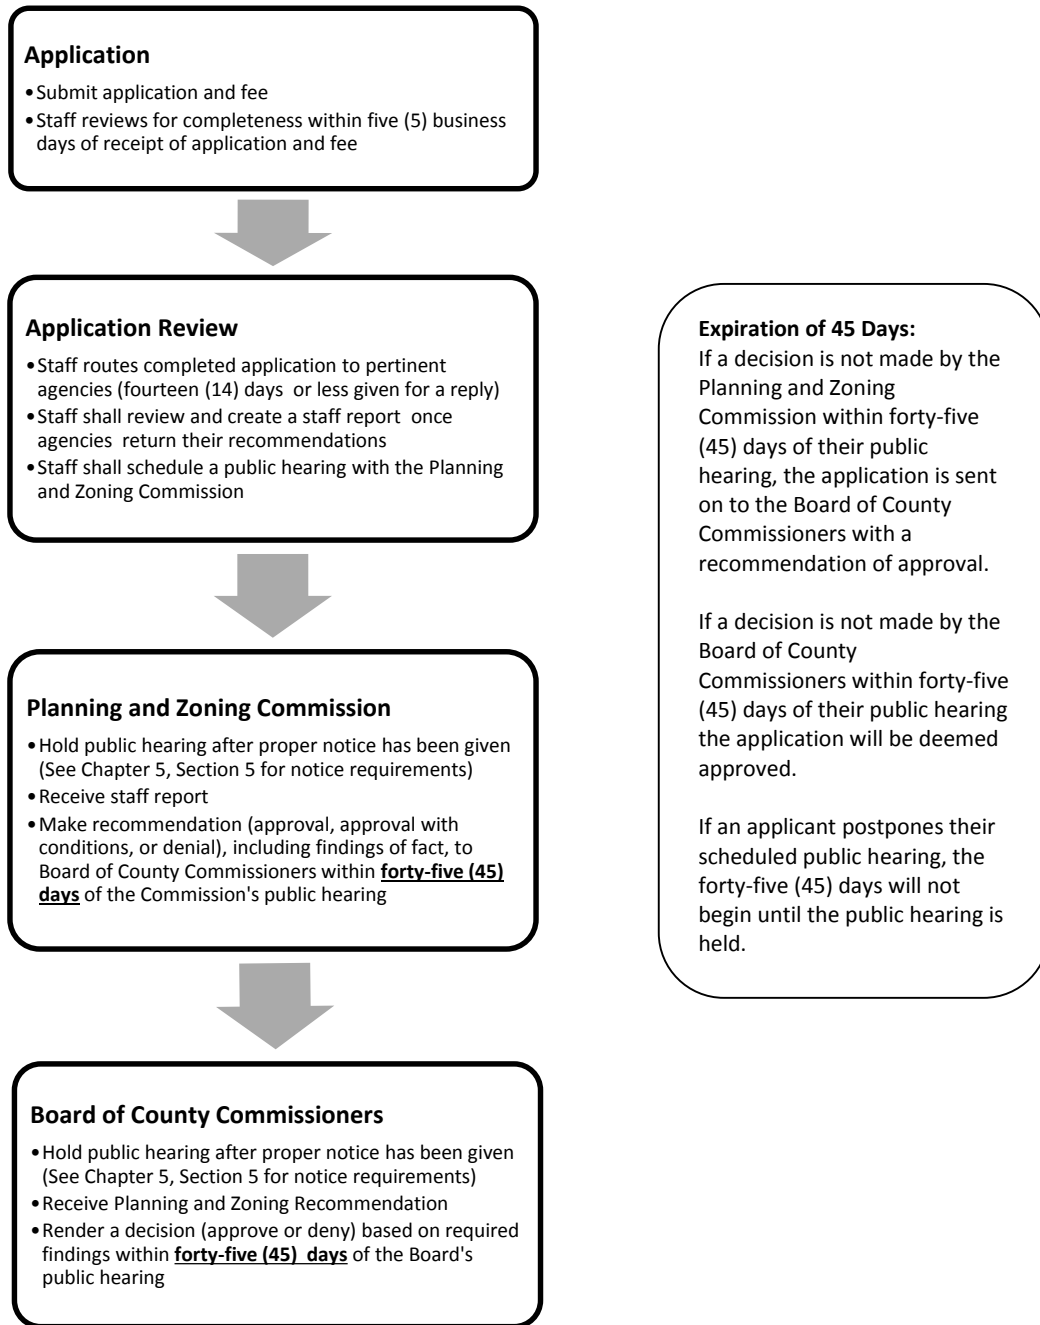 Application
•Submit application and fee
•Staff reviews for completeness within five (5) business
days of receipt of application and fee
Application Review
•Staff routes completed application to pertinent
agencies (fourteen (14) days or less given for a reply)
•Staff shall review and create a staff report once
agencies return their recommendations
•Staff shall schedule a public hearing with the Planning
and Zoning Commission
Planning and Zoning Commission
•Hold public hearing after proper notice has been given
(See Chapter 5, Section 5 for notice requirements)
•Receive staff report
•Make recommendation (approval, approval with
conditions, or denial), including findings of fact, to
Board of County Commissioners within forty-five (45)
days of the Commission's public hearing
Board of County Commissioners
•Hold public hearing after proper notice has been given
(See Chapter 5, Section 5 for notice requirements)
•Receive Planning and Zoning Recommendation
•Render a decision (approve or deny) based on required
findings within forty-five (45) days of the Board's
public hearing
Expiration of 45 Days:
If a decision is not made by the
Planning and Zoning
Commission within forty-five
(45) days of their public
hearing, the application is sent
on to the Board of County
Commissioners with a
recommendation of approval.
If a decision is not made by the
Board of County
Commissioners within forty-five
(45) days of their public hearing
the application will be deemed
approved.
If an applicant postpones their
scheduled public hearing, the
forty-five (45) days will not
begin until the public hearing is
held.